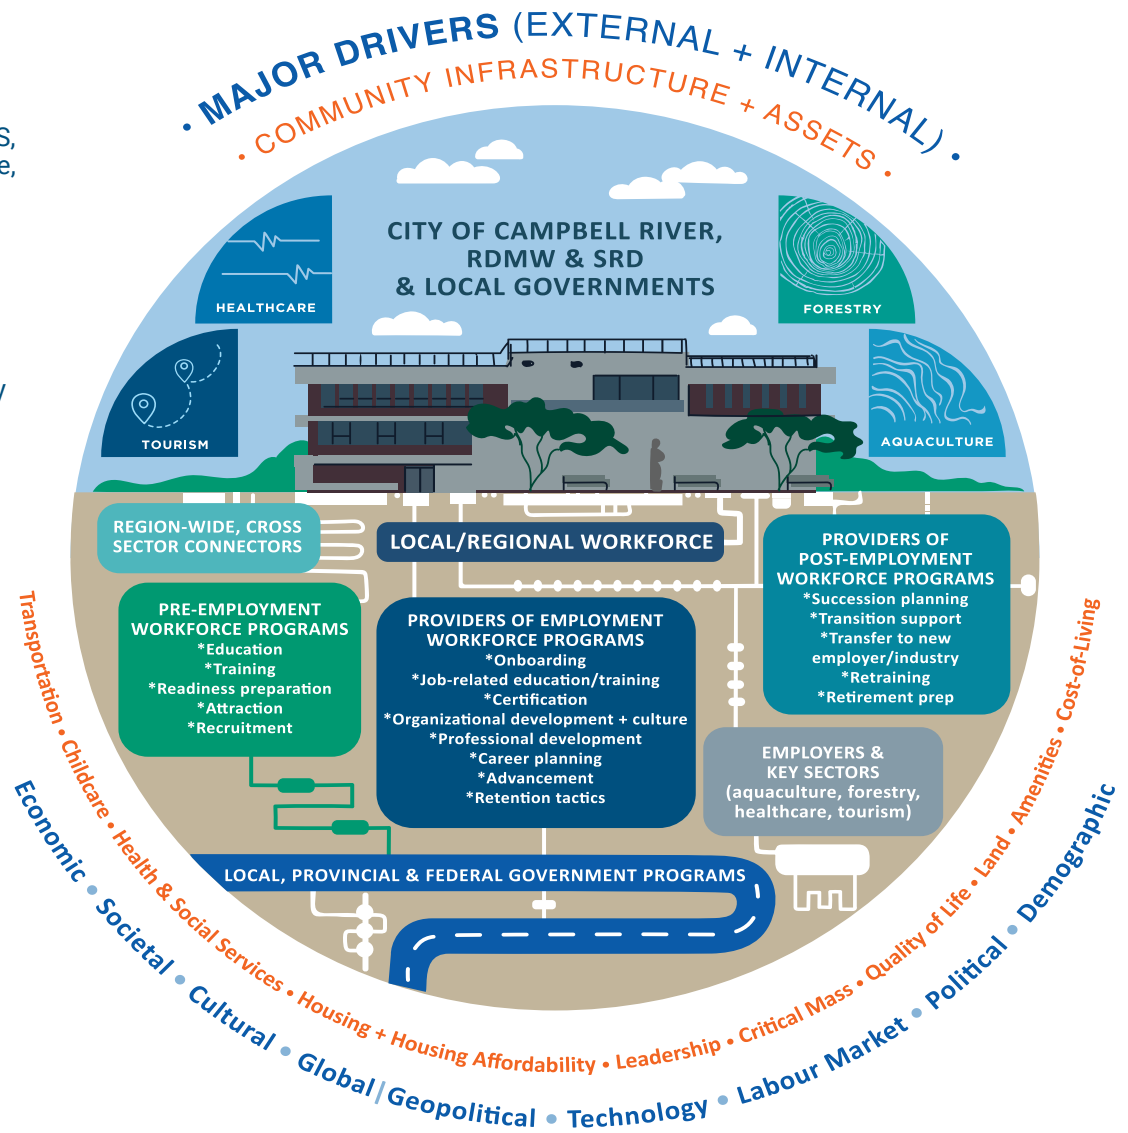 • MAJOR DRIVERS (EXTERNAL + INTERNAL) •
• COMMUNITY INFRASTRUCTURE + ASSETS •
S,
e,
y
CITY OF CAMPBELL RIVER,
RDMW & SRD
& LOCAL GOVERNMENTS
HEALTHCARE
FORESTRY
TOURISM
AQUACULTURE
REGION-WIDE, CROSS
SECTOR CONNECTORS
LOCAL/REGIONAL WORKFORCE
PROVIDERS OF
POST-EMPLOYMENT
WORKFORCE PROGRAMS
*Succession planning
*Transition support
*Transfer to new
employer/industry
*Retraining
*Retirement prep
PRE-EMPLOYMENT
WORKFORCE PROGRAMS
*Education
*Training
*Readiness preparation
*Attraction
*Recruitment
PROVIDERS OF EMPLOYMENT
WORKFORCE PROGRAMS
*Onboarding
*Job-related education/training
*Certification
*Organizational development + culture
*Professional development
*Career planning
*Advancement
*Retention tactics
EMPLOYERS &
KEY SECTORS
(aquaculture, forestry,
healthcare, tourism)
LOCAL, PROVINCIAL & FEDERAL GOVERNMENT PROGRAMS
Transportation • Childcare • Health & Social Services • Housing + Housing Affordability • Leadership • Critical Mass • Quality of Life • Land • Amenities • Cost-of-Living
Economic • Societal • Cultural • Global|Geopolitical • Technology • Labour Market • Political • Demographic